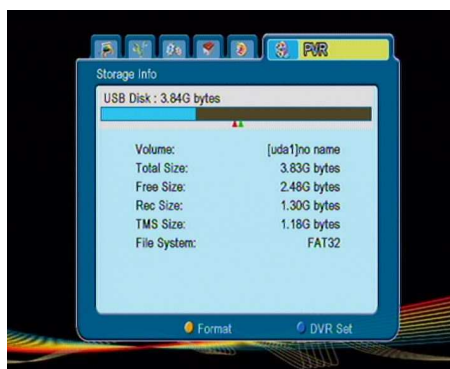 PVR
Storage Info
USB Disk : 3.84G bytes
Volume: [uda1]no name
Total Size: 3.83G bytes
Free Size: 2.48G bytes
Rec Size: 1.30G bytes
TMS Size: 1.18G bytes
File System: FAT32
Format DVR Set